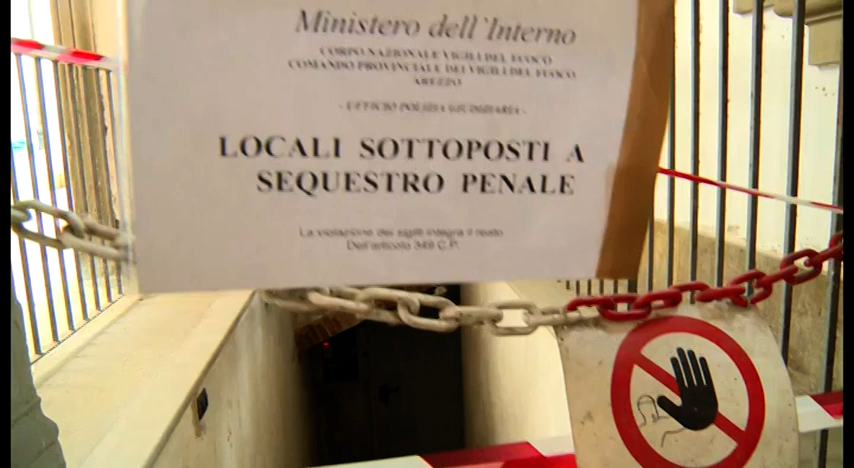 Ministero dell'Interno
CORPO NAZIONALE VIGILI DEL FUOCO
COMANDO PROVINCIALE DEI VIGILI DEL FUOCO
AREZZO
- UFFICIO POLIZIA GIUDIZIARIA -
LOCALI SOTTOPOSTI A
SEQUESTRO PENALE
La violazione dei sigilli integra il reato
Dell'articolo 349 C.P.